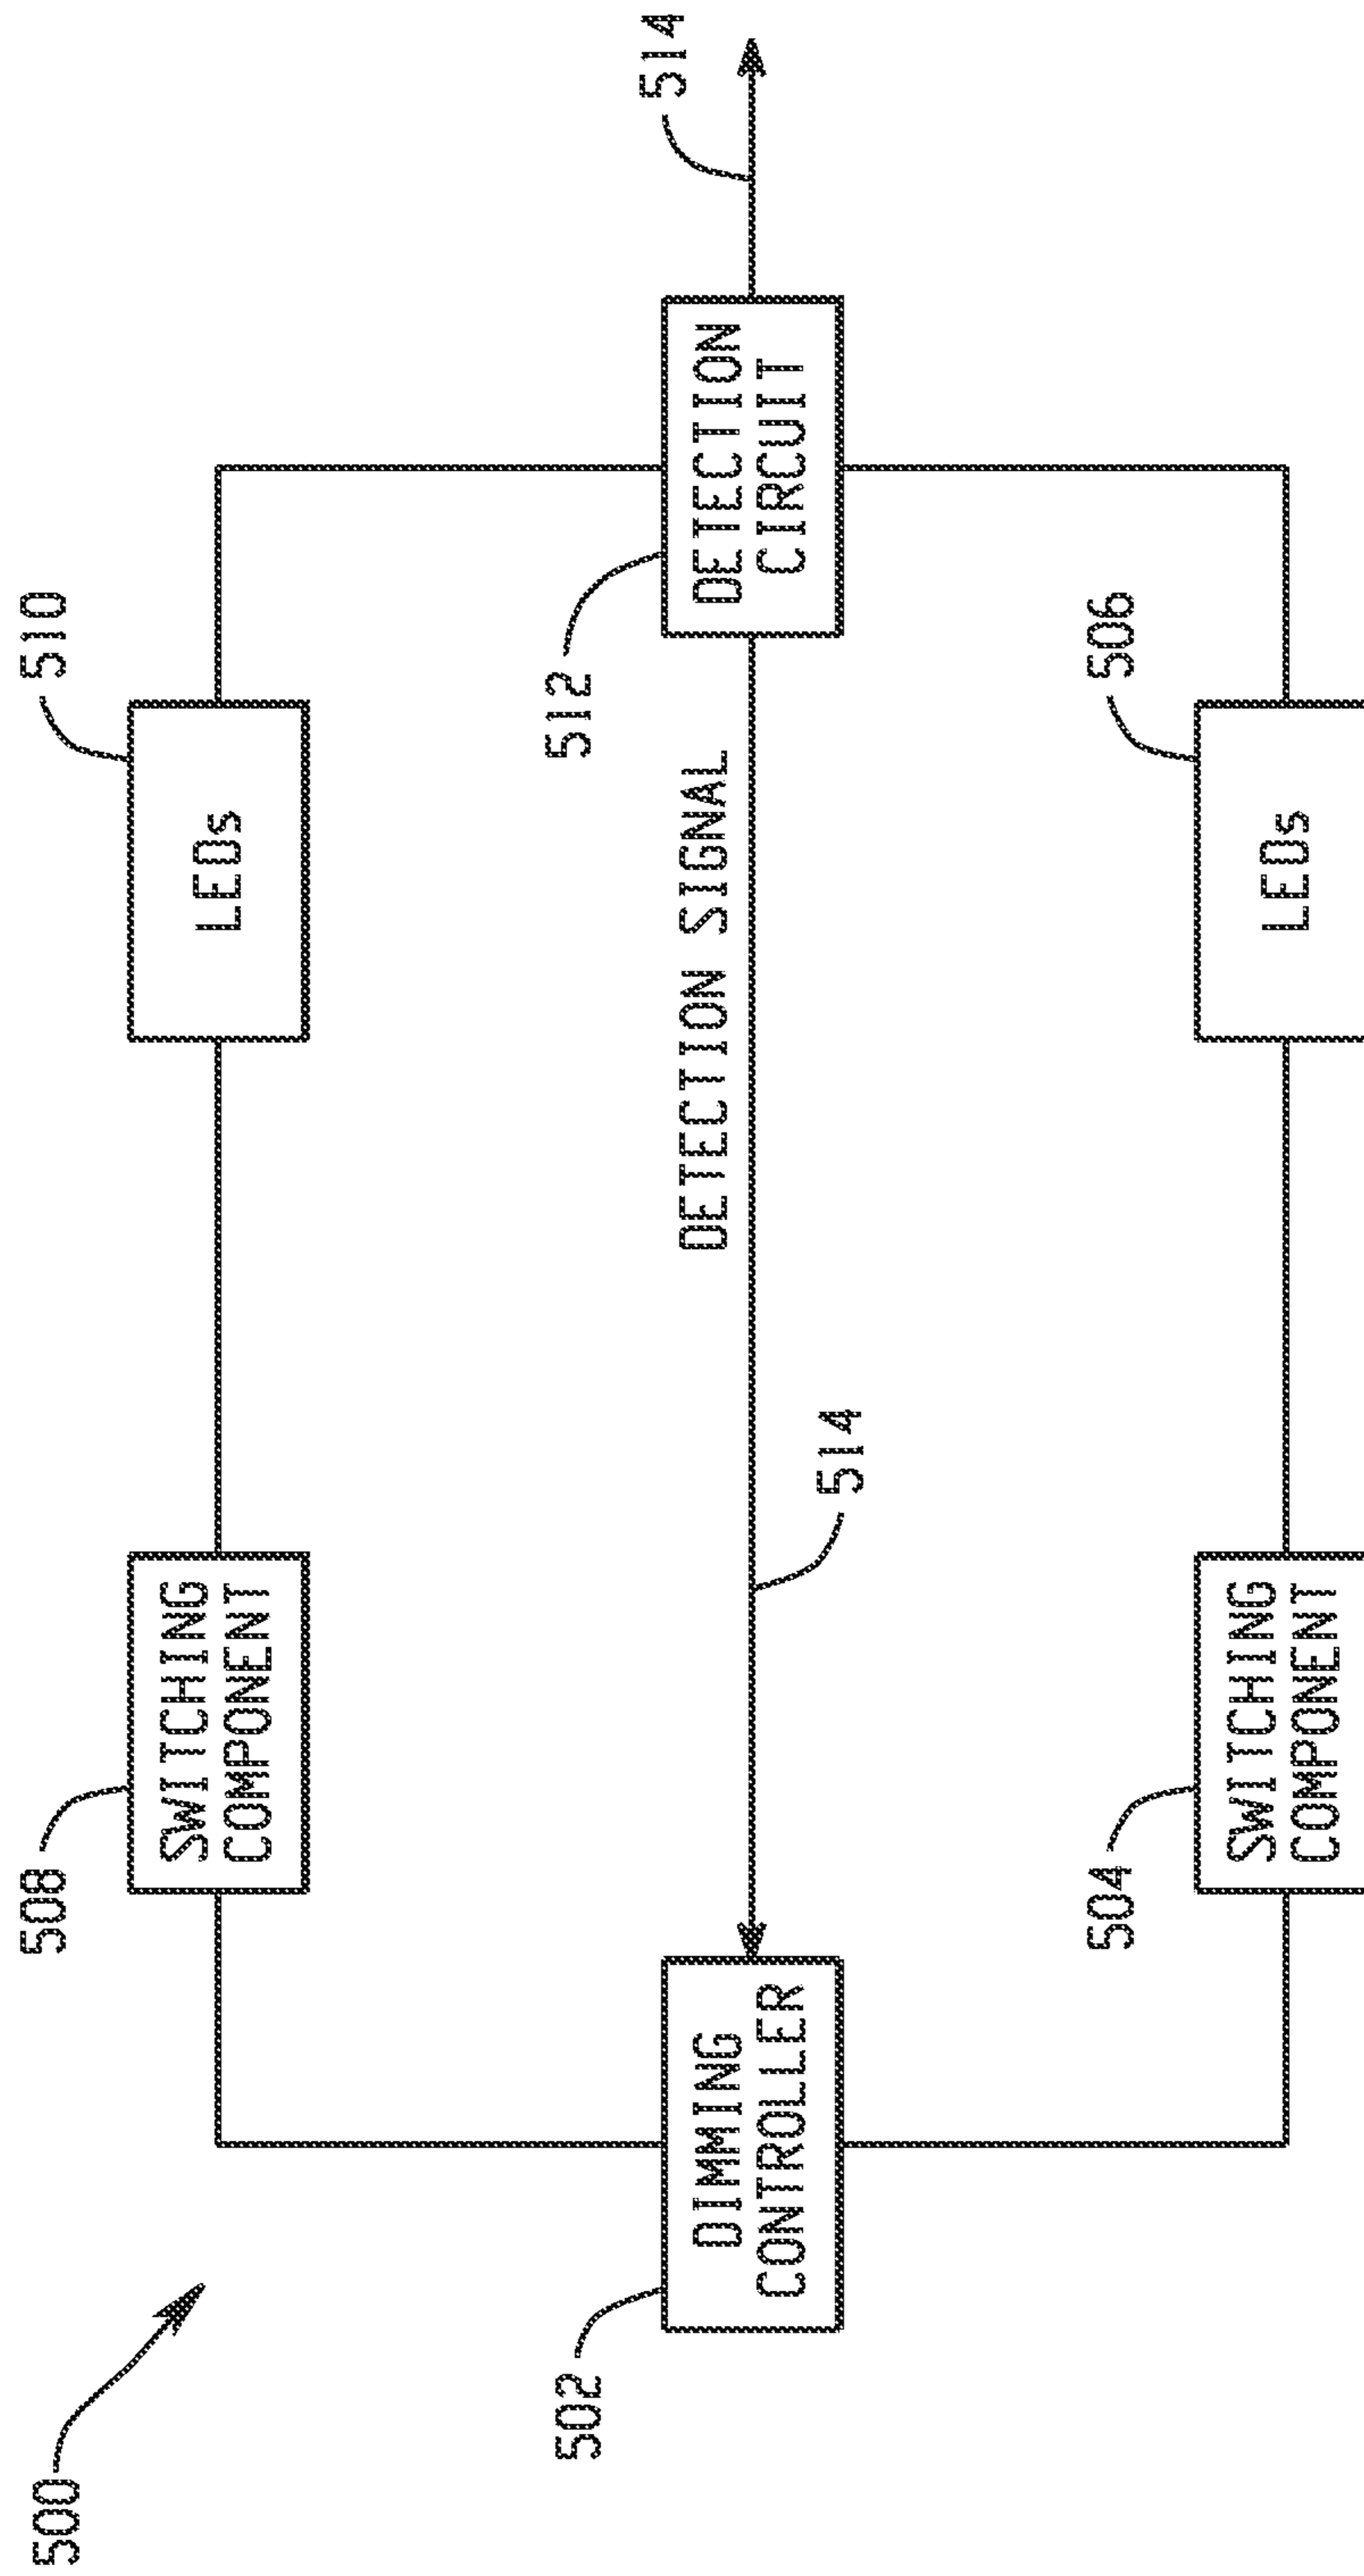 500
508
SWITCHING
COMPONENT
510
LEDs
502
DIMMING
CONTROLLER
DETECTION SIGNAL
514
512
DETECTION
CIRCUIT
514
504
SWITCHING
COMPONENT
506
LEDs